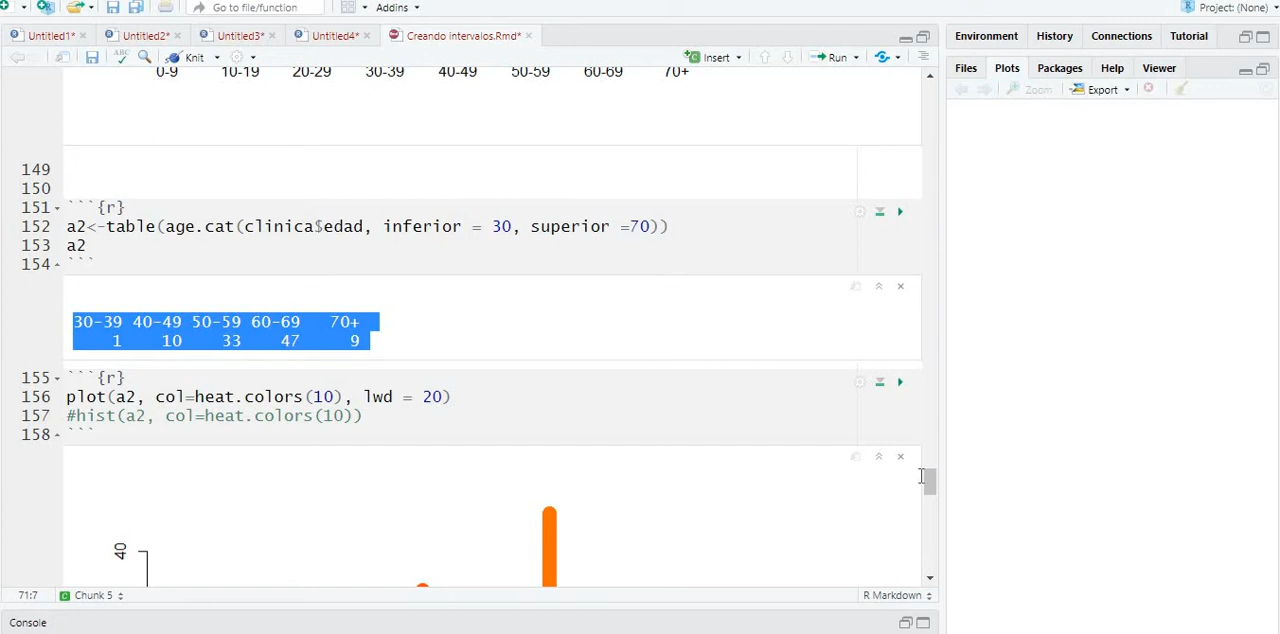 Go to file/function
Addins
Project: (None)
Untitled1*
Untitled2*
Untitled3*
Untitled4*
Creando intervalos.Rmd*
ABC
Knit
Insert
Run
0-9 10-19 20-29 30-39 40-49 50-59 60-69 70+
149
150
151 ```{r}
152 a2<-table(age.cat(clinica$edad, inferior = 30, superior =70))
153 a2
154 ```
30-39 40-49 50-59 60-69 70+
1 10 33 47 9
155 ```{r}
156 plot(a2, col=heat.colors(10), lwd = 20)
157 #hist(a2, col=heat.colors(10))
158 ```
40
71:7
Chunk 5
R Markdown
Console
Environment
History
Connections
Tutorial
Files
Plots
Packages
Help
Viewer
Zoom
Export